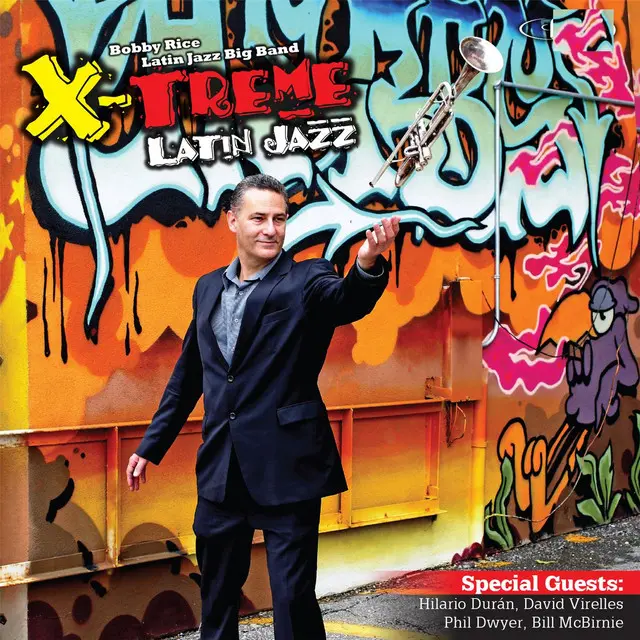 Bobby Rice
Latin Jazz Big Band
X-TREME
LATIN JAZZ
Special Guests:
Hilario Durán, David Virelles
Phil Dwyer, Bill McBirnie